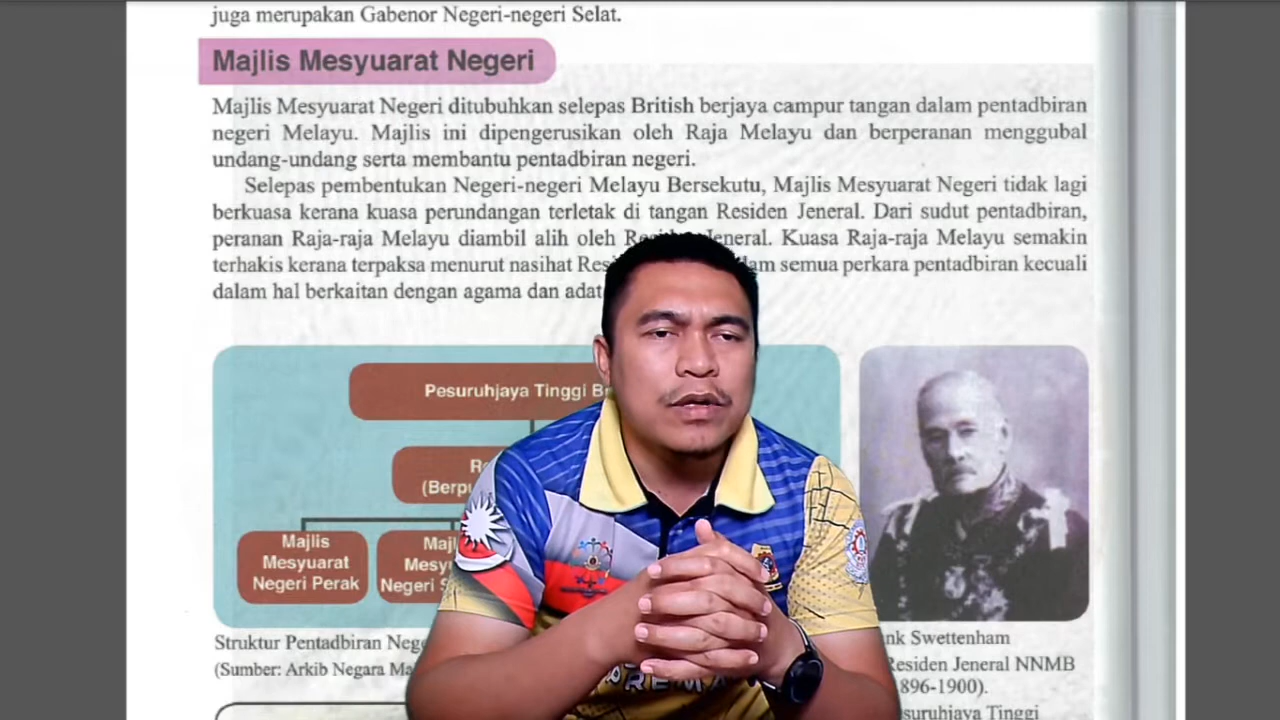 juga merupakan Gabenor Negeri-negeri Selat.
Majlis Mesyuarat Negeri
Majlis Mesyuarat Negeri ditubuhkan selepas British berjaya campur tangan dalam pentadbiran
negeri Melayu. Majlis ini dipengerusikan oleh Raja Melayu dan berperanan menggubal
undang-undang serta membantu pentadbiran negeri.
Selepas pembentukan Negeri-negeri Melayu Bersekutu, Majlis Mesyuarat Negeri tidak lagi
berkuasa kerana kuasa perundangan terletak di tangan Residen Jeneral. Dari sudut pentadbiran,
peranan Raja-raja Melayu diambil alih oleh Jeneral. Kuasa Raja-raja Melayu semakin
terhakis kerana terpaksa menurut nasihat semua perkara pentadbiran kecuali
dalam hal berkaitan dengan agama dan adat
Pesuruhjaya Tinggi
Majlis
Mesyuarat
Negeri Perak
Negeri
Struktur Pentadbiran
(Sumber: Arkib Negara
Swettenham
Residen Jeneral NNMB
1896-1900).
Tinggi